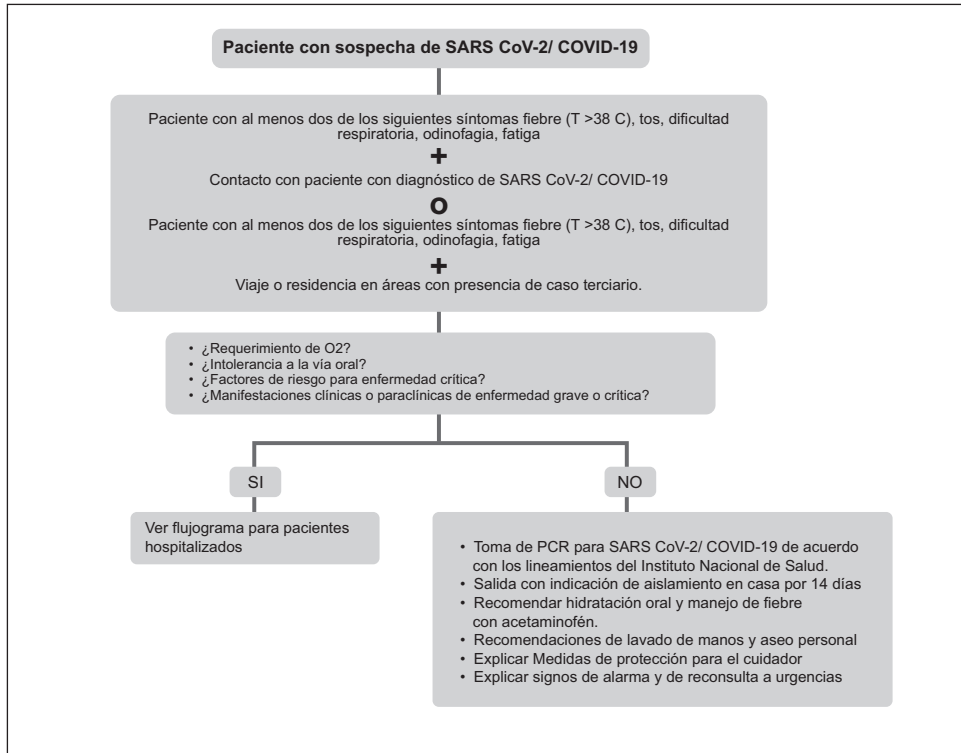 Paciente con sospecha de SARS CoV-2/ COVID-19
Paciente con al menos dos de los siguientes síntomas fiebre (T >38 C), tos, dificultad
respiratoria, odinofagia, fatiga
+
Contacto con paciente con diagnóstico de SARS CoV-2/ COVID-19
O
Paciente con al menos dos de los siguientes síntomas fiebre (T >38 C), tos, dificultad
respiratoria, odinofagia, fatiga
+
Viaje o residencia en áreas con presencia de caso terciario.
• ¿Requerimiento de O2?
• ¿Intolerancia a la vía oral?
• ¿Factores de riesgo para enfermedad crítica?
• ¿Manifestaciones clínicas o paraclínicas de enfermedad grave o crítica?
SI
Ver flujograma para pacientes
hospitalizados
NO
• Toma de PCR para SARS CoV-2/ COVID-19 de acuerdo
con los lineamientos del Instituto Nacional de Salud.
• Salida con indicación de aislamiento en casa por 14 días
• Recomendar hidratación oral y manejo de fiebre
con acetaminofén.
• Recomendaciones de lavado de manos y aseo personal
• Explicar Medidas de protección para el cuidador
• Explicar signos de alarma y de reconsulta a urgencias